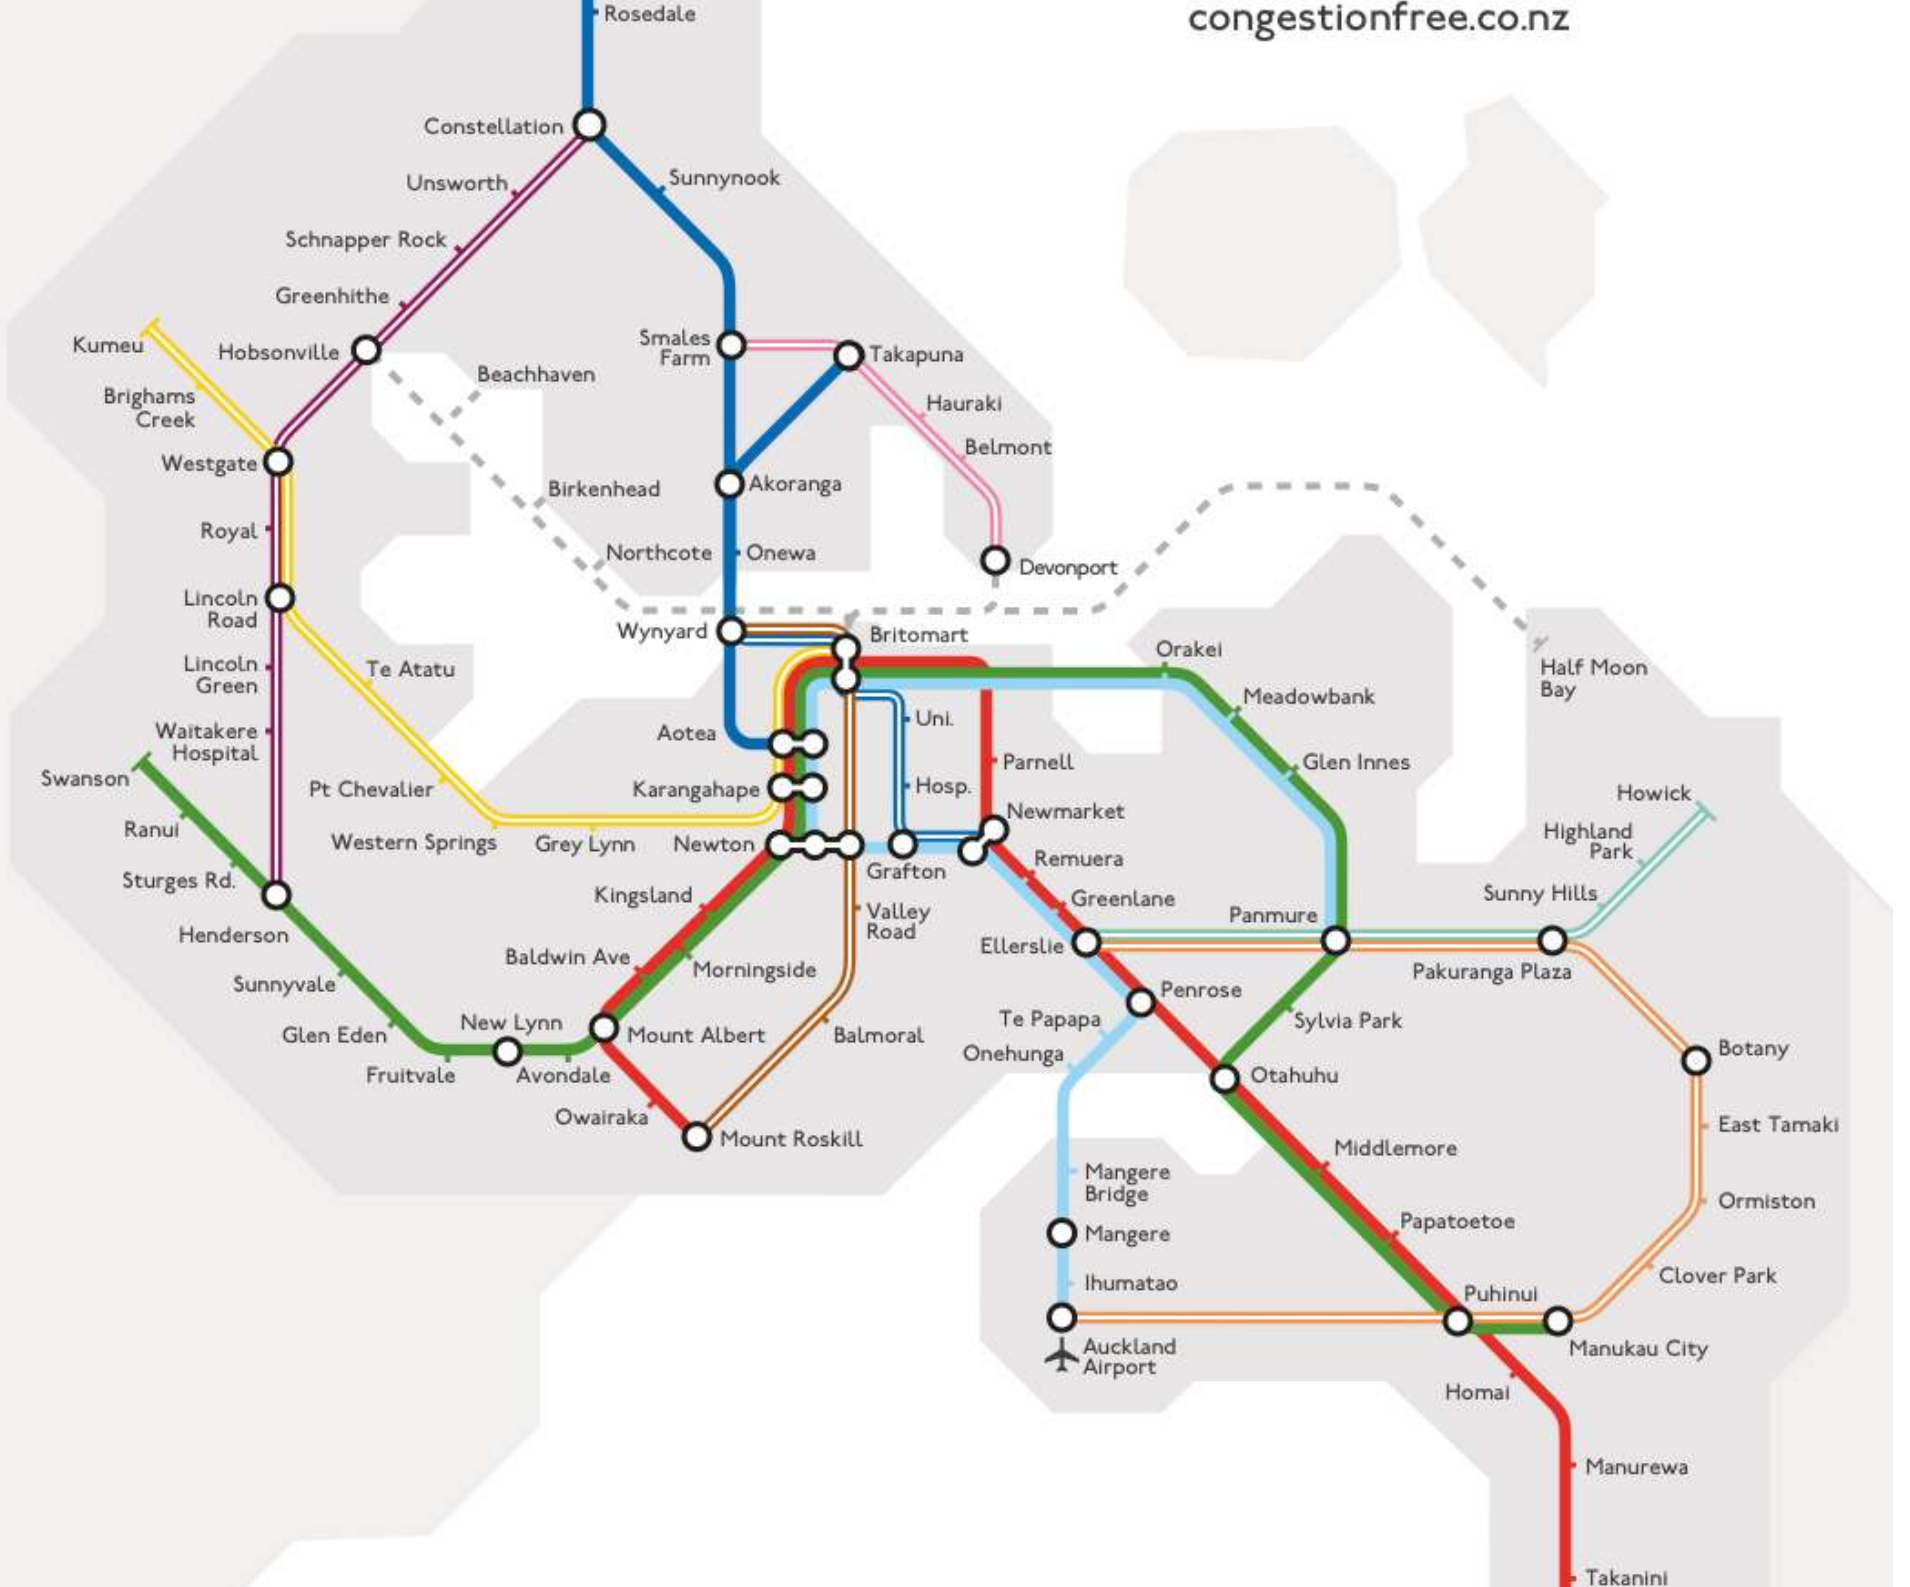 congestionfree.co.nz
Rosedale
Constellation
Unsworth
Sunnynook
Schnapper Rock
Greenhithe
Kumeu
Hobsonville
Smales
Farm
Takapuna
Beachhaven
Brighams
Creek
Hauraki
Belmont
Westgate
Akoranga
Birkenhead
Royal
Northcote
Onewa
Devonport
Lincoln
Road
Wynyard
Britomart
Orakei
Half Moon
Bay
Lincoln
Green
Te Atatu
Meadowbank
Waitakere
Hospital
Aotea
Uni.
Parnell
Glen Innes
Swanson
Pt Chevalier
Karangahape
Hosp.
Howick
Newmarket
Ranui
Western Springs
Grey Lynn
Newton
Highland
Park
Grafton
Remuera
Sturges Rd.
Kingsland
Greenlane
Sunny Hills
Valley
Road
Panmure
Henderson
Ellerslie
Baldwin Ave
Morningside
Pakuranga Plaza
Sunnyvale
Penrose
Te Papapa
Sylvia Park
New Lynn
Glen Eden
Mount Albert
Balmoral
Onehunga
Botany
Fruitvale
Avondale
Otahuhu
Owairaka
Mount Roskill
East Tamaki
Middlemore
Mangere
Bridge
Ormiston
Papatoetoe
Mangere
Clover Park
Ihumatao
Puhinui
Auckland
Airport
Manukau City
Homai
Manurewa
Takanini